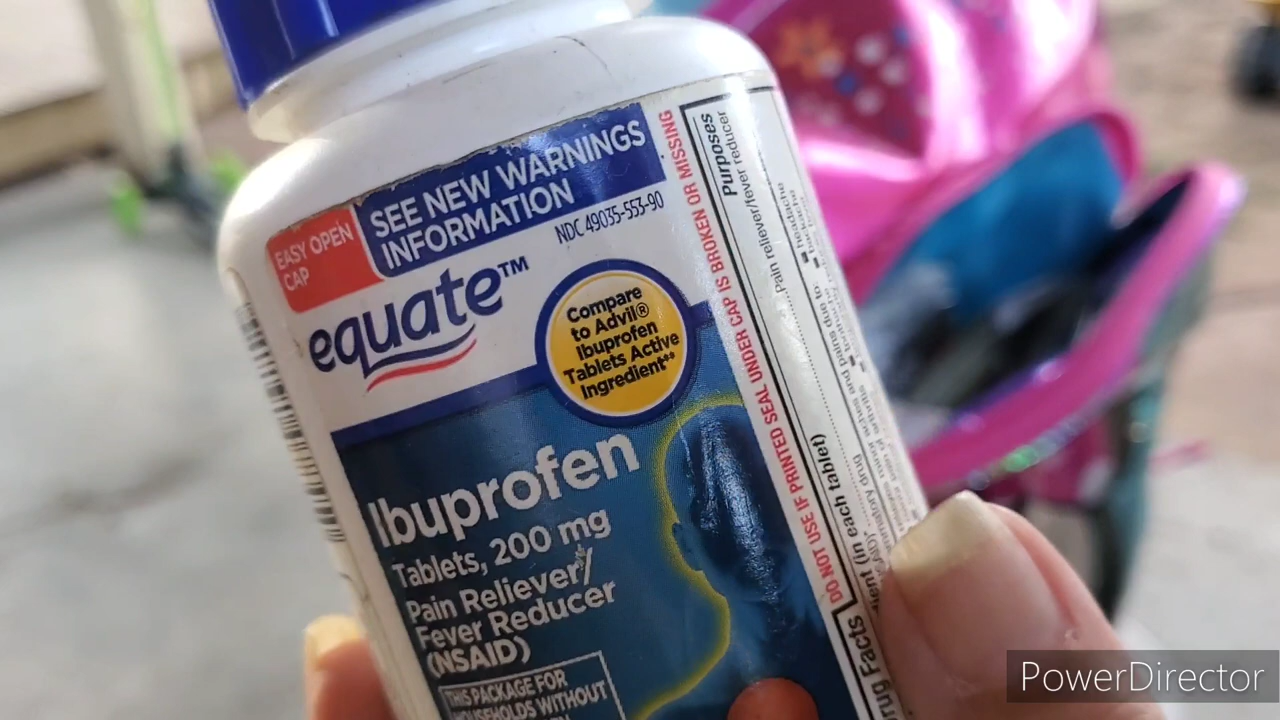 EASY OPEN
CAP
SEE NEW WARNINGS
INFORMATION
NDC 49035-553-90
equate™
Compare
to Advil®
Ibuprofen
Tablets Active
Ingredient**
Ibuprofen
Tablets, 200 mg
Pain Reliever/
Fever Reducer
(NSAID)
THIS PACKAGE FOR
HOUSEHOLDS WITHOUT
DO NOT USE IF PRINTED SEAL UNDER CAP IS BROKEN OR MISSING
Drug Facts
(in each tablet)
Purposes
Pain reliever/fever reducer
headache
PowerDirector